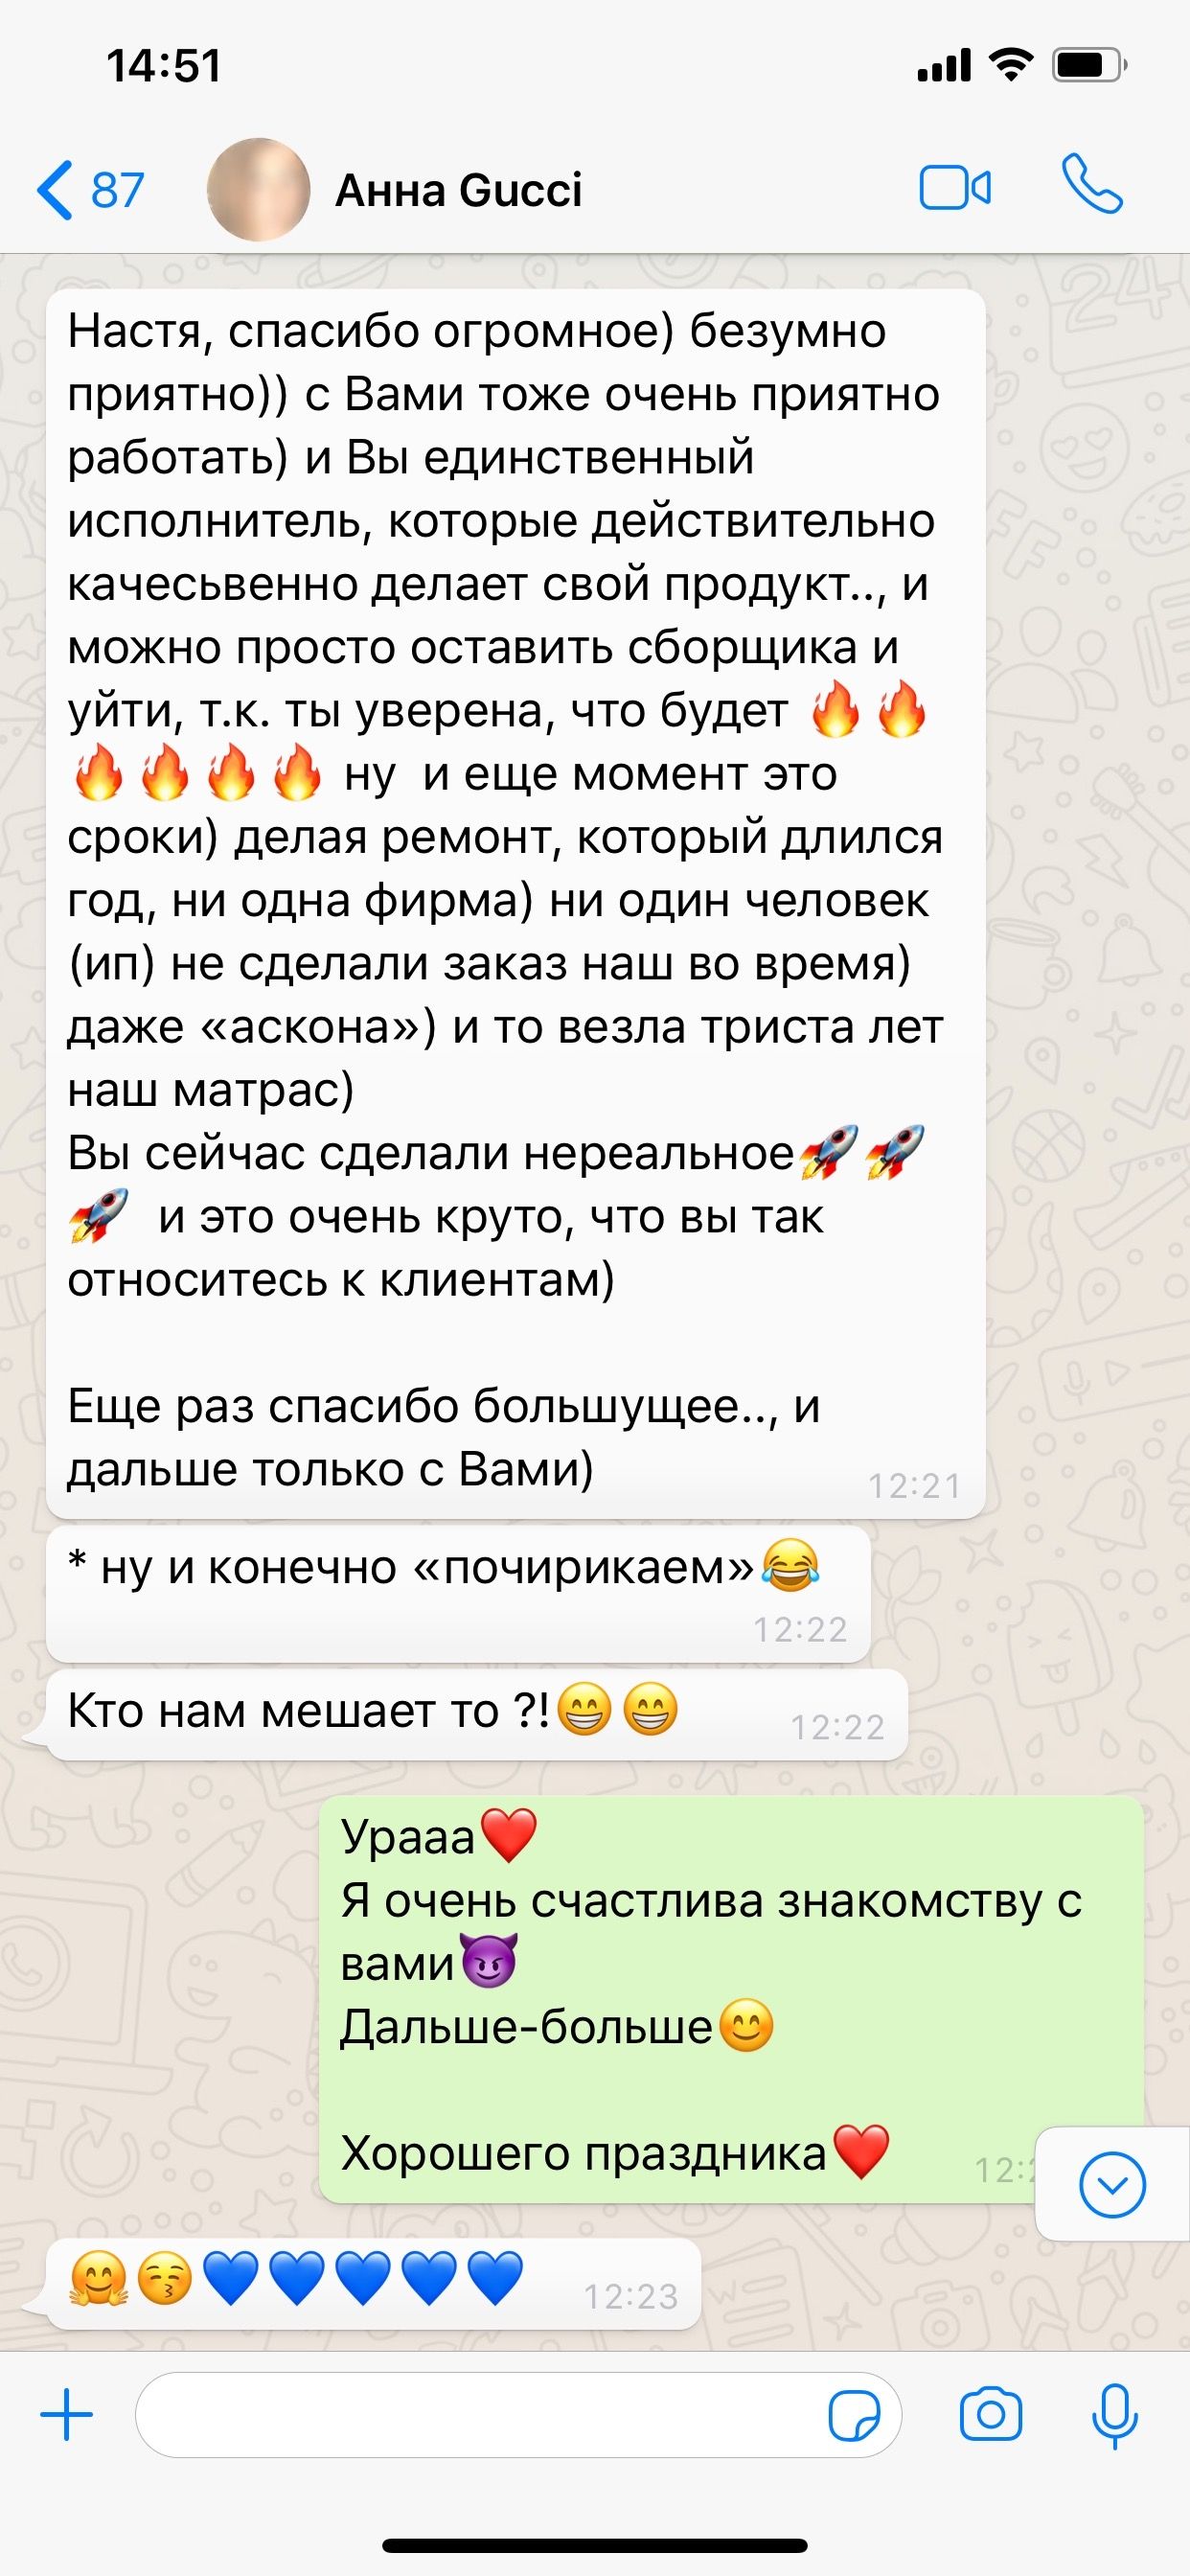 14:51
87
Анна Gucci
Настя, спасибо огромное) безумно
приятно)) с Вами тоже очень приятно
работать) и Вы единственный
исполнитель, которые действительно
качесьвенно делает свой продукт.., и
можно просто оставить сборщика и
уйти, т.к. ты уверена, что будет 🔥🔥
🔥🔥🔥🔥 ну  и еще момент это
сроки) делая ремонт, который длился
год, ни одна фирма) ни один человек
(ип) не сделали заказ наш во время)
даже «аскона») и то везла триста лет
наш матрас)
Вы сейчас сделали нереальное🚀🚀
🚀  и это очень круто, что вы так
относитесь к клиентам)
Еще раз спасибо большущее.., и
дальше только с Вами)
12:21
* ну и конечно «почирикаем»😂
12:22
Кто нам мешает то ?!😁😁
12:22
Урааа❤️
Я очень счастлива знакомству с
вами😈
Дальше-больше😊
Хорошего праздника❤️
🤗😚💙💙💙💙💙
12:23